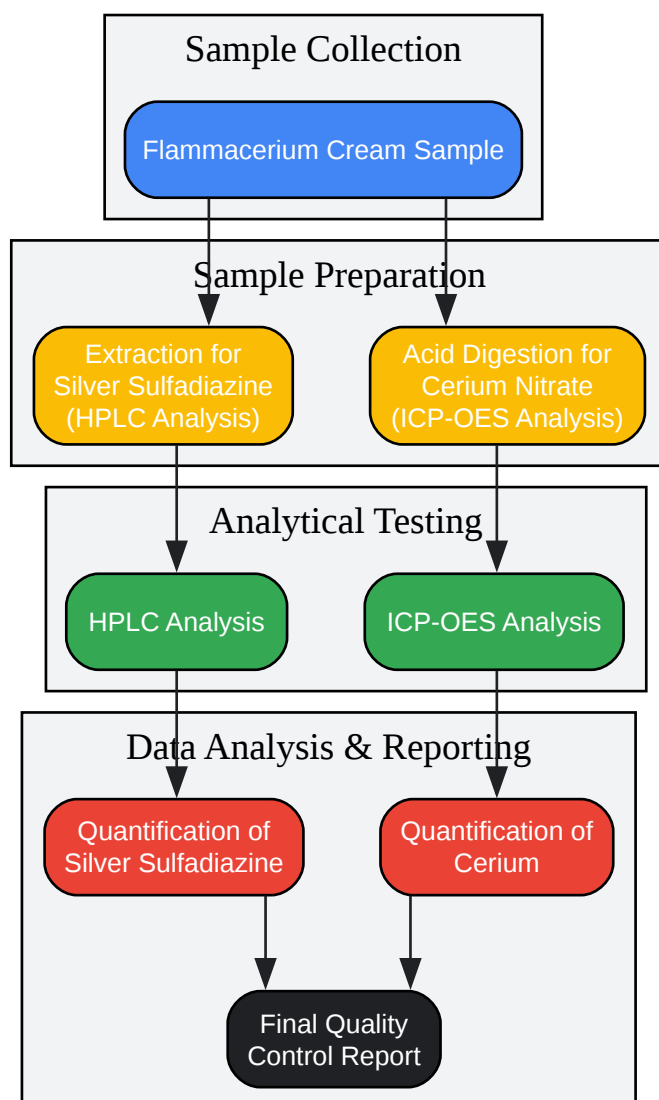 Sample Collection
Flammacerium Cream Sample
Sample Preparation
Extraction for
Silver Sulfadiazine
(HPLC Analysis)
Acid Digestion for
Cerium Nitrate
(ICP-OES Analysis)
Analytical Testing
HPLC Analysis
ICP-OES Analysis
Data Analysis & Reporting
Quantification of
Silver Sulfadiazine
Quantification of
Cerium
Final Quality
Control Report